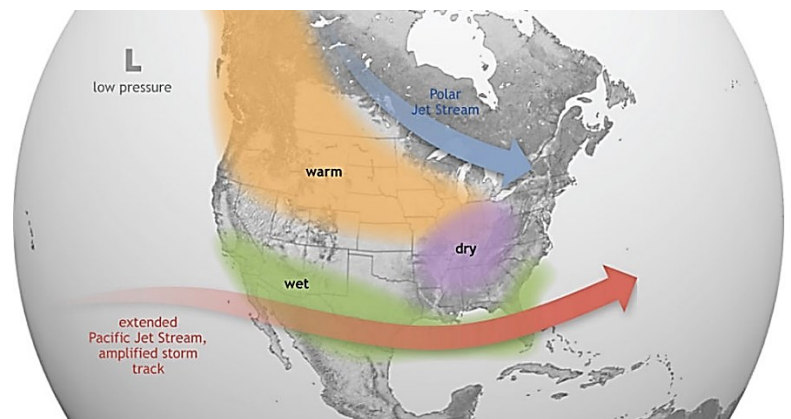 L
low pressure
Polar
Jet Stream
warm
dry
wet
extended
Pacific Jet Stream,
amplified storm
track